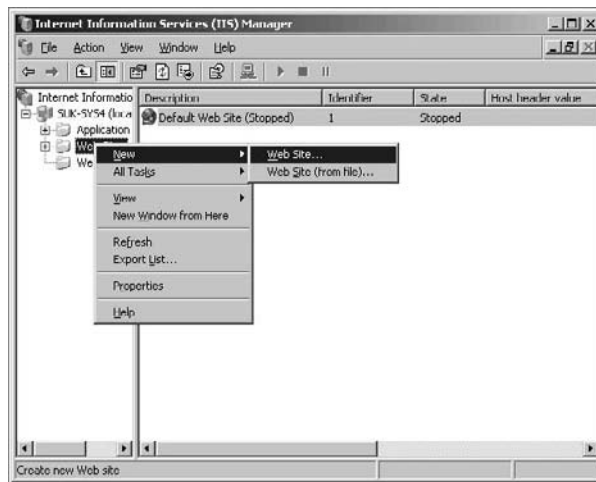 Internet Information Services (IIS) Manager
File Action View Window Help
Internet Informatio
Description Identifier State Host header value
SUK-SY54 (loca
Default Web Site (Stopped) 1 Stopped
Application
We
New Web Site...
We
All Tasks Web Site (from file)...
View
New Window from Here
Refresh
Export List...
Properties
Help
Create new Web site